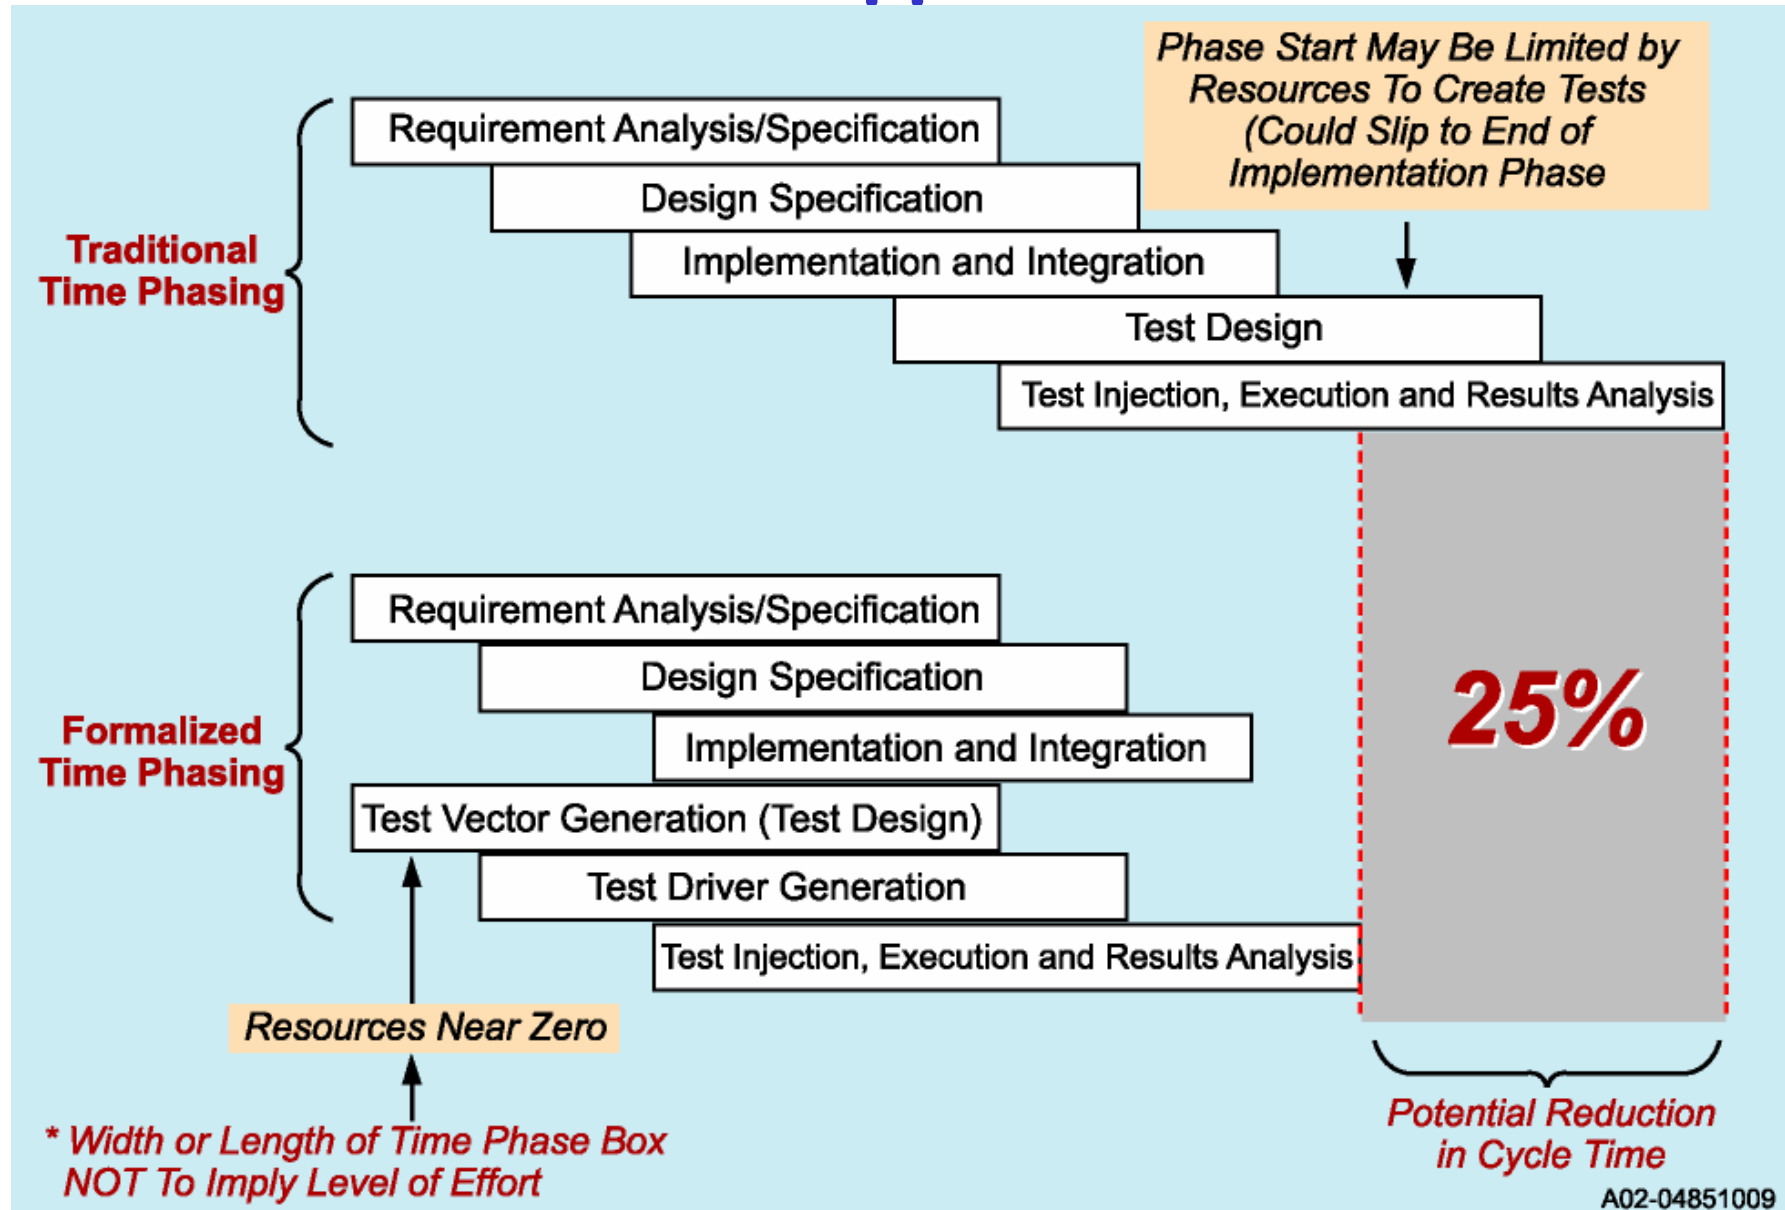 Phase Start May Be Limited by
Resources To Create Tests
(Could Slip to End of
Implementation Phase
Requirement Analysis/Specification
Design Specification
Traditional
Time Phasing
Implementation and Integration
Test Design
Test Injection, Execution and Results Analysis
Requirement Analysis/Specification
Design Specification
Formalized
Time Phasing
Implementation and Integration
Test Vector Generation (Test Design)
Test Driver Generation
Test Injection, Execution and Results Analysis
25%
Resources Near Zero
* Width or Length of Time Phase Box
NOT To Imply Level of Effort
Potential Reduction
in Cycle Time
A02-04851009